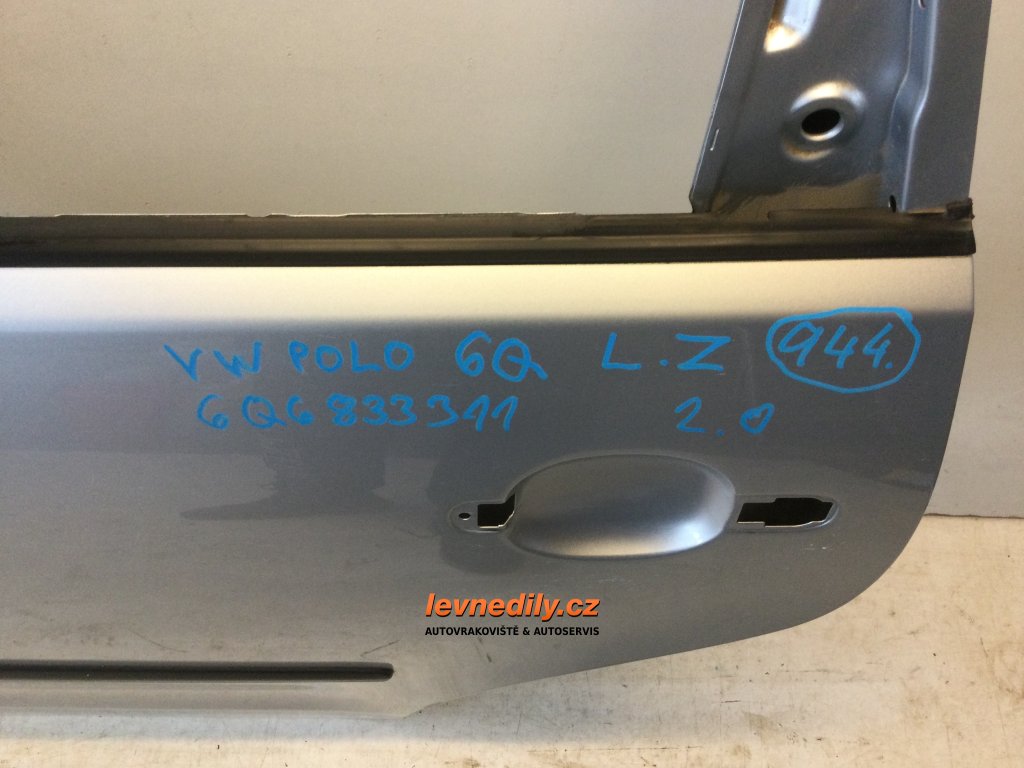 VW POLO 6Q L.Z 944.
6Q6833311 2.0
levnedily.cz
AUTOVRAKOVIŠTĚ & AUTOSERVIS